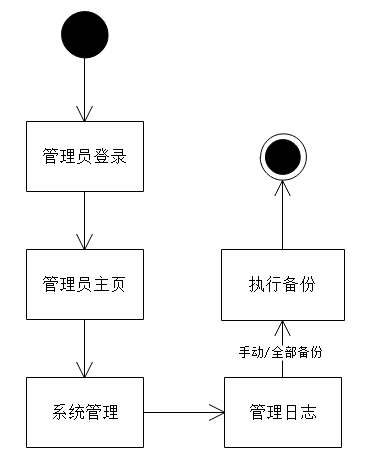 管理员登录
管理员主页
系统管理
管理日志
手动/全部备份
执行备份